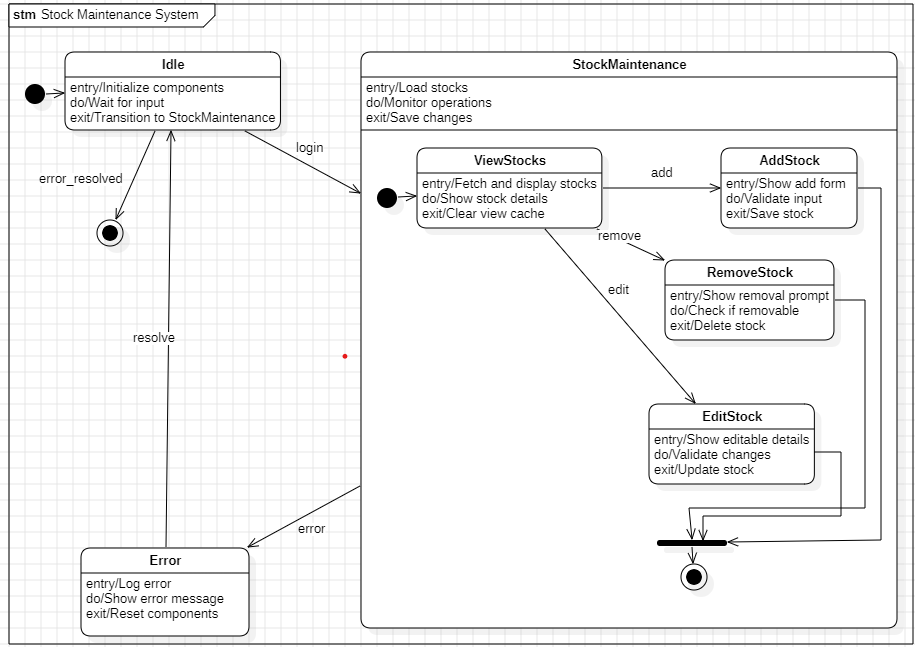 stm Stock Maintenance System
Idle
entry/Initialize components
do/Wait for input
exit/Transition to StockMaintenance
error_resolved
login
resolve
StockMaintenance
entry/Load stocks
do/Monitor operations
exit/Save changes
ViewStocks
entry/Fetch and display stocks
do/Show stock details
exit/Clear view cache
add
AddStock
entry/Show add form
do/Validate input
exit/Save stock
remove
RemoveStock
entry/Show removal prompt
do/Check if removable
exit/Delete stock
edit
EditStock
entry/Show editable details
do/Validate changes
exit/Update stock
error
Error
entry/Log error
do/Show error message
exit/Reset components